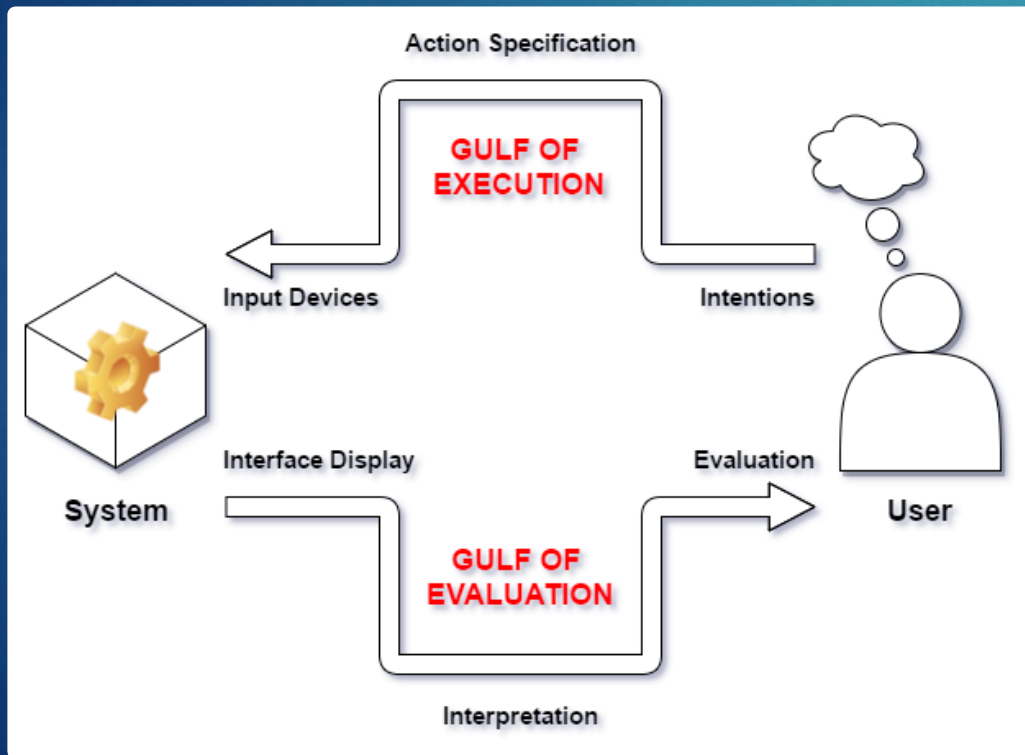 Action Specification
GULF OF
EXECUTION
Input Devices
Intentions
Interface Display
Evaluation
System
User
GULF OF
EVALUATION
Interpretation